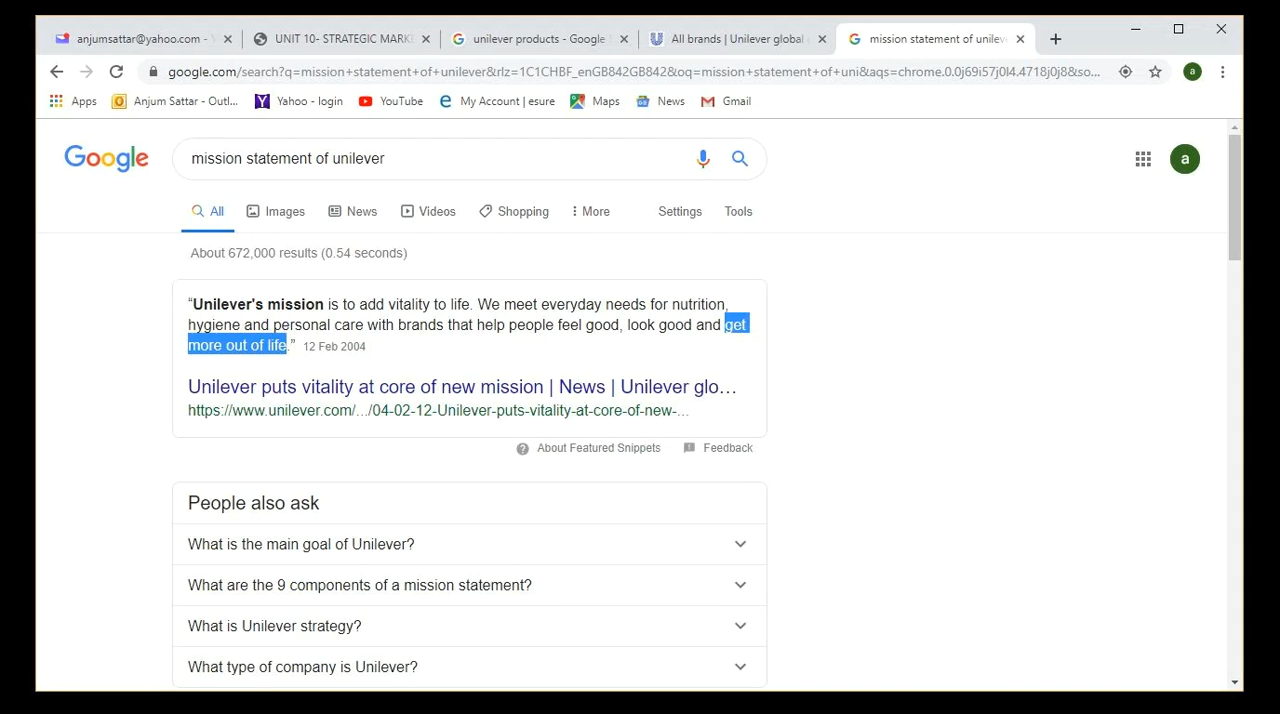 anjumsattar@yahoo.com -
UNIT 10- STRATEGIC MARK
unilever products - Google
All brands | Unilever global
mission statement of unilev
google.com/search?q=mission+statement+of+unilever&rlz=1C1CHBF_enGB842GB842&oq=mission+statement+of+uni&aqs=chrome.0.0j69i57j0l4.4718j0j8&so...
a
Apps
Anjum Sattar - Outl...
Yahoo - login
YouTube
My Account | esure
Maps
News
Gmail
Google
mission statement of unilever
a
All
Images
News
Videos
Shopping
More
Settings
Tools
About 672,000 results (0.54 seconds)
“Unilever's mission is to add vitality to life. We meet everyday needs for nutrition,
hygiene and personal care with brands that help people feel good, look good and get
more out of life.” 12 Feb 2004
Unilever puts vitality at core of new mission | News | Unilever glo...
https://www.unilever.com/.../04-02-12-Unilever-puts-vitality-at-core-of-new-...
About Featured Snippets
Feedback
People also ask
What is the main goal of Unilever?
What are the 9 components of a mission statement?
What is Unilever strategy?
What type of company is Unilever?